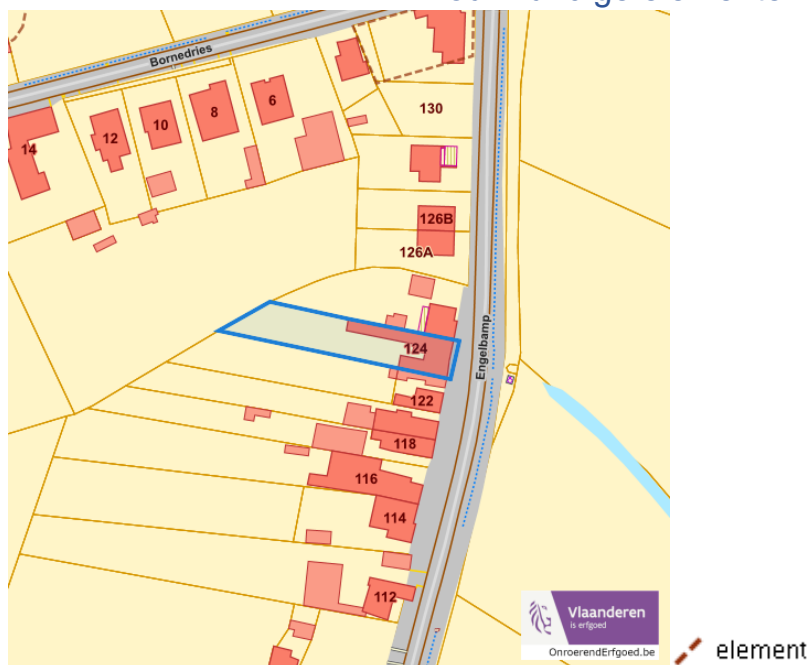 Bornedries
6
8
10
12
14
130
126B
126A
124
Engelbamp
122
118
116
114
112
Vlaanderen
is erfgoed
OnroerendErfgoed.be
element